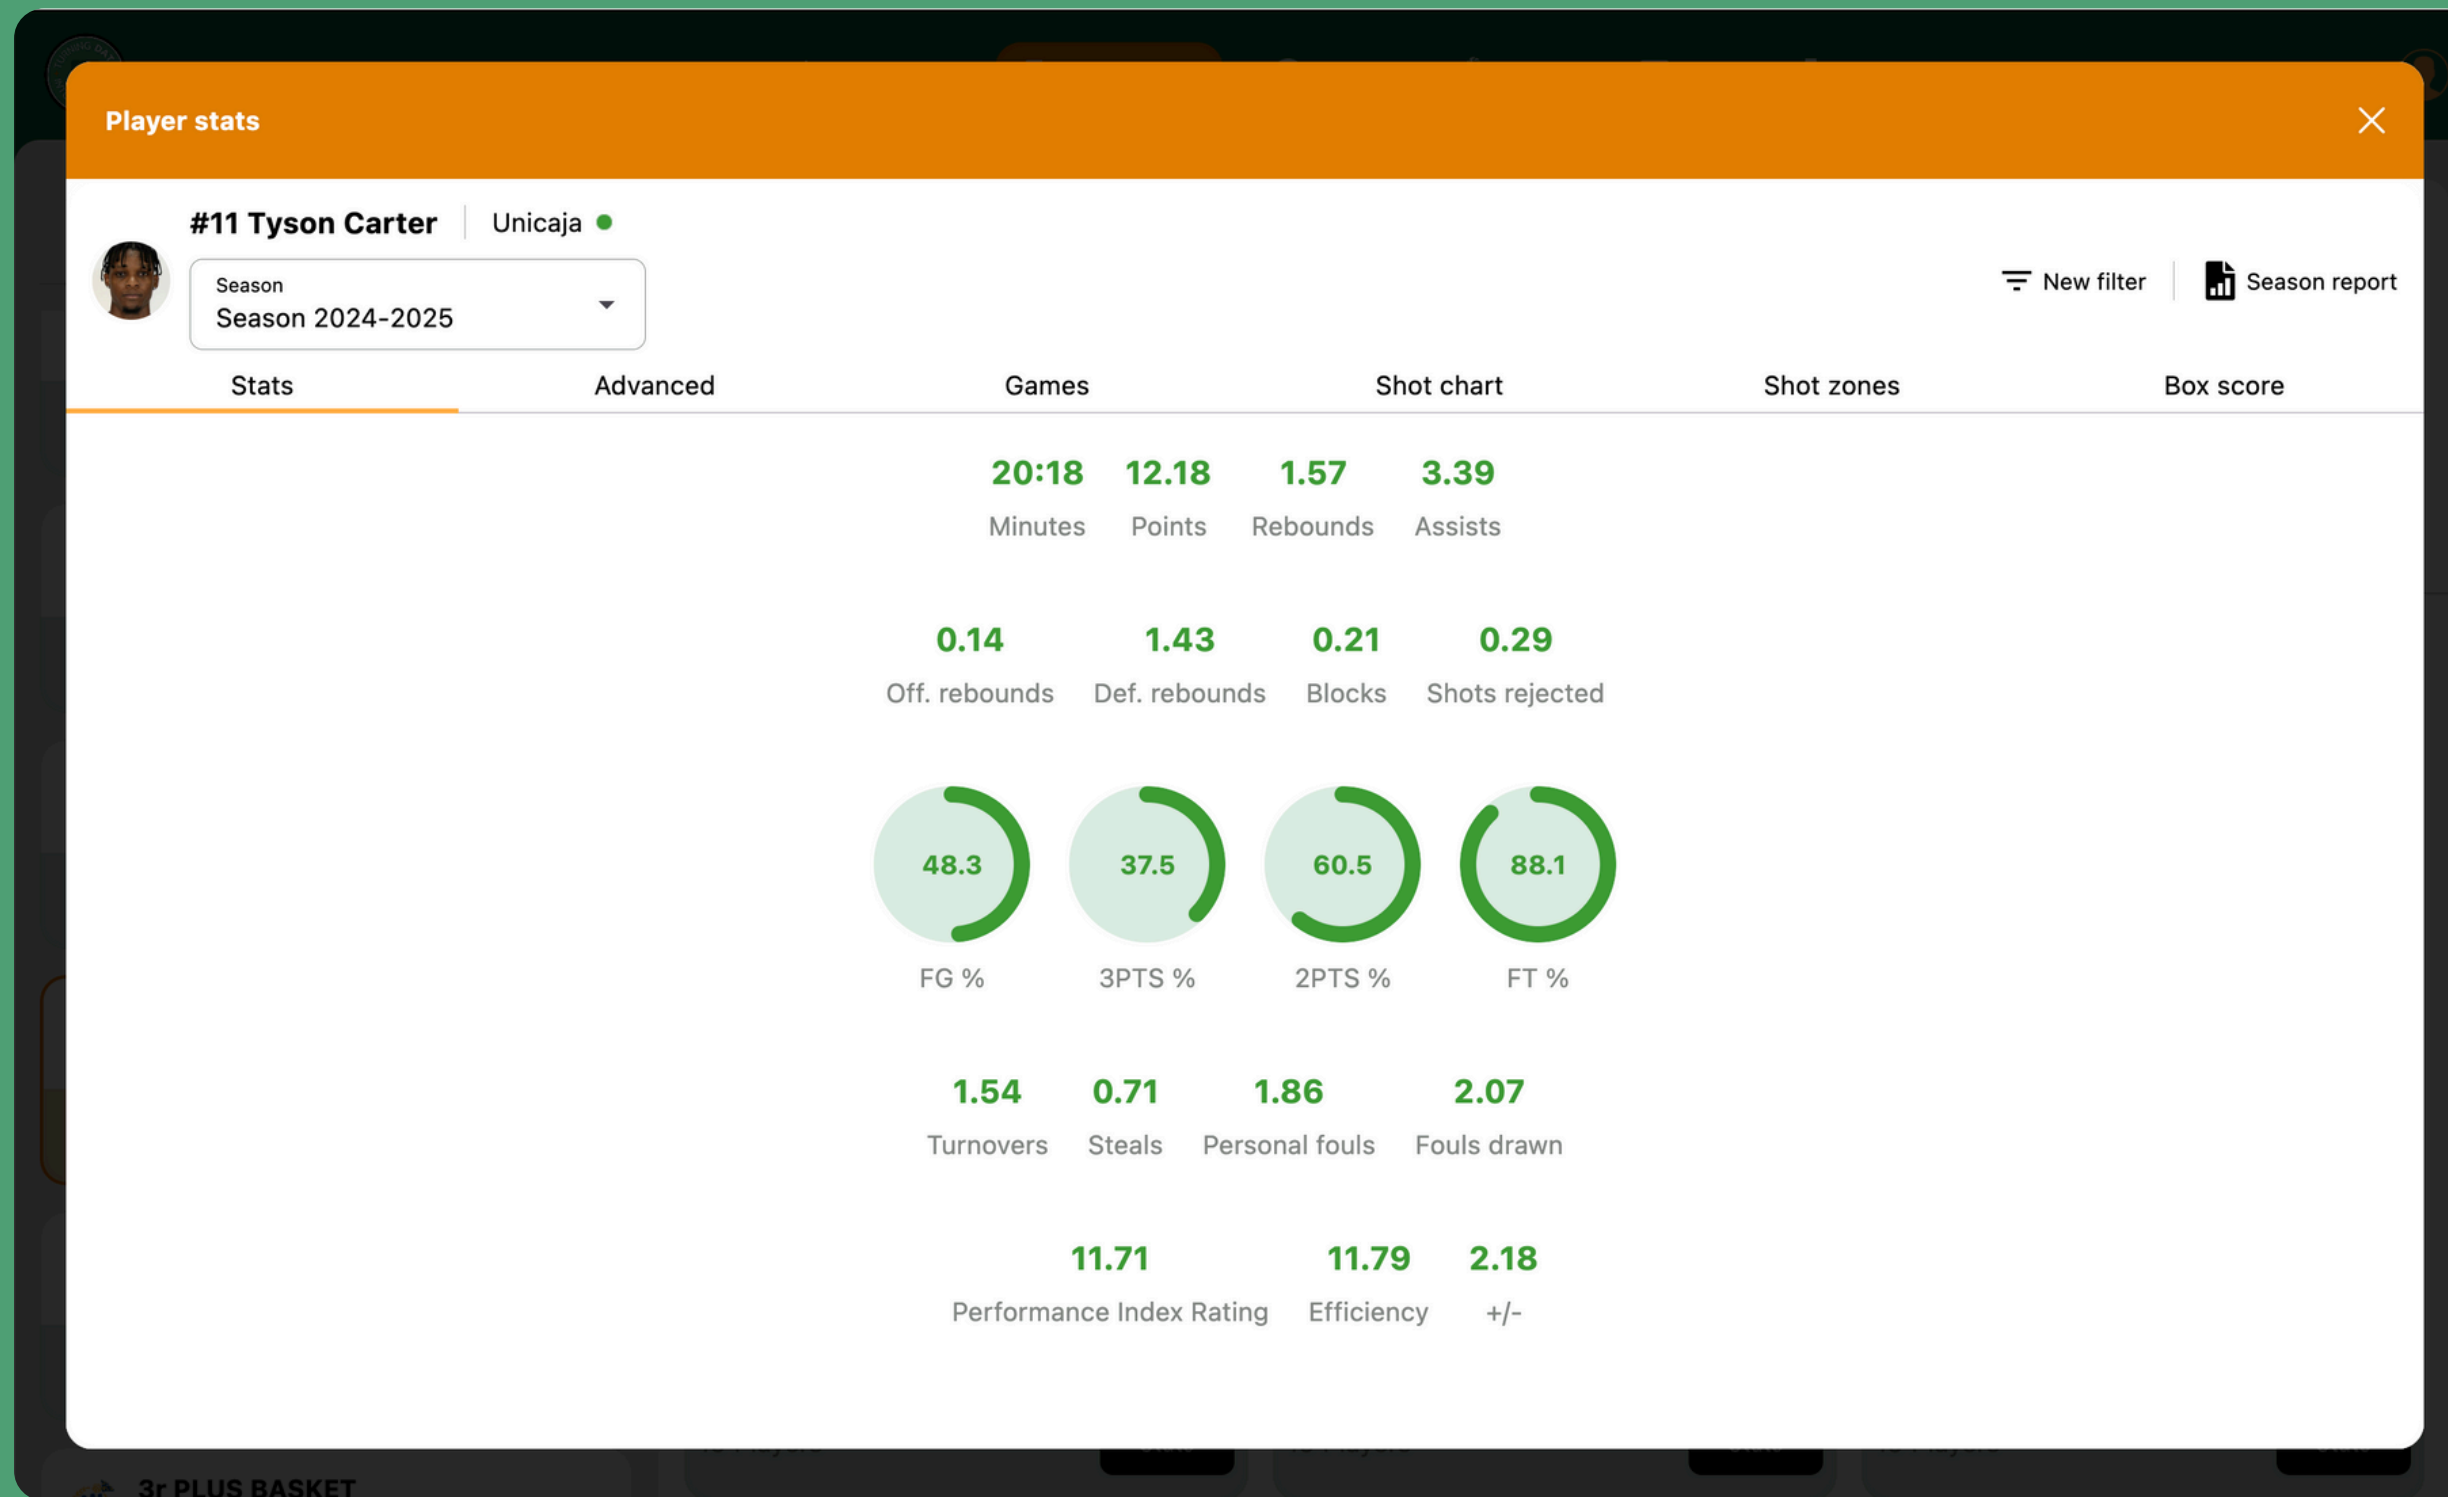 Player stats
#11 Tyson Carter
Unicaja
Season
Season 2024-2025
New filter
Season report
Stats Advanced Games Shot chart Shot zones Box score
20:18 12.18 1.57 3.39
Minutes Points Rebounds Assists
0.14 1.43 0.21 0.29
Off. rebounds Def. rebounds Blocks Shots rejected
48.3 37.5 60.5 88.1
FG % 3PTS % 2PTS % FT %
1.54 0.71 1.86 2.07
Turnovers Steals Personal fouls Fouls drawn
11.71 11.79 2.18
Performance Index Rating Efficiency +/-
3r PLUS BASKET